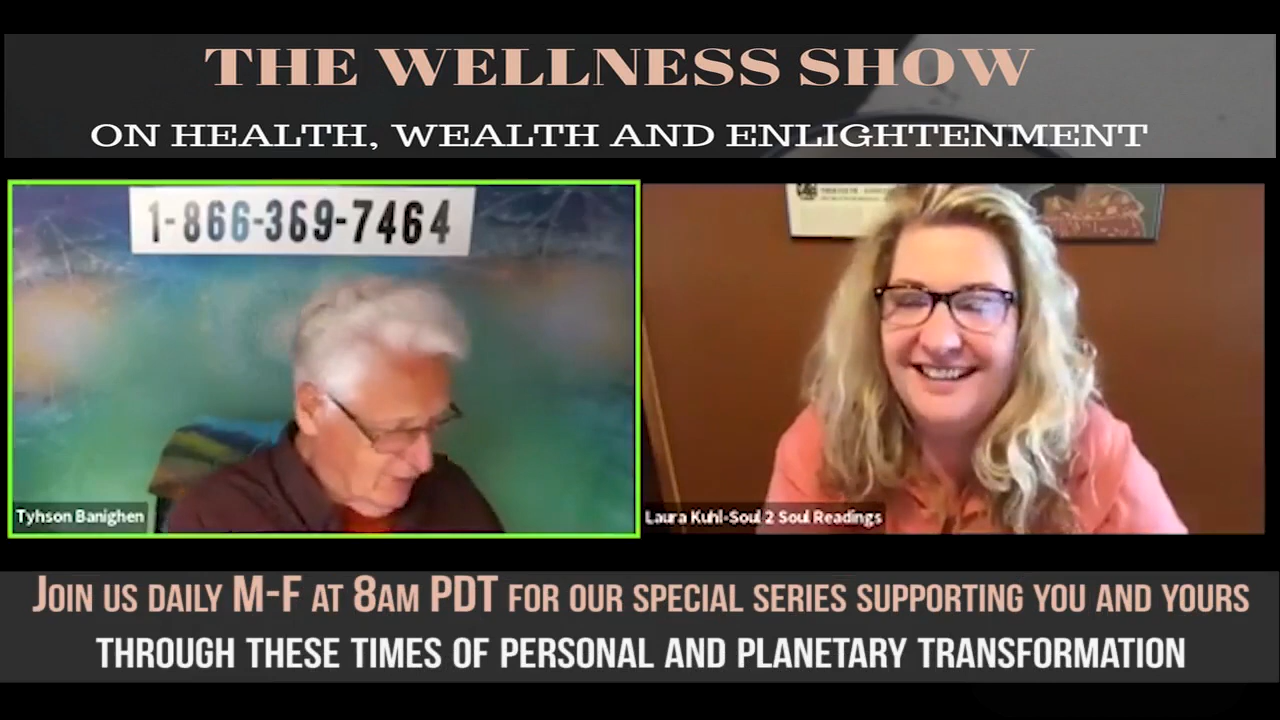 THE WELLNESS SHOW
ON HEALTH, WEALTH AND ENLIGHTENMENT
1-866-369-7464
Tyhson Banighen
Laura Kuhl-Soul 2 Soul Readings
JOIN US DAILY M-F AT 8AM PDT FOR OUR SPECIAL SERIES SUPPORTING YOU AND YOURS
THROUGH THESE TIMES OF PERSONAL AND PLANETARY TRANSFORMATION